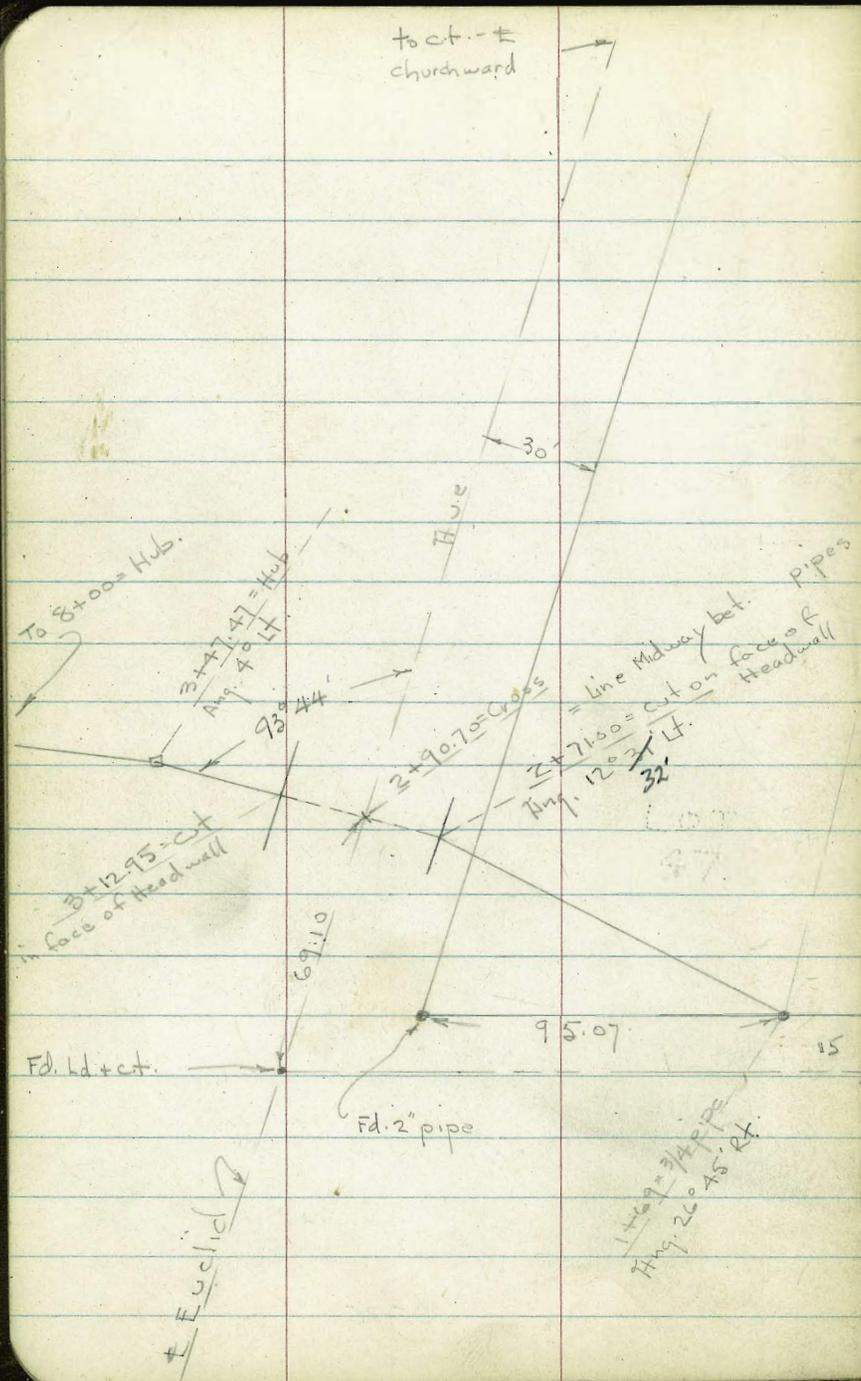 to c.t. - ℄
churchward
30'
Ave
To 8+00 = Hub.
3+47.47 = Hub
Ang. 4° Lt
93° 44'
2+90.70 = Cross
= Line Midway bet. pipes
2+71.00 = cut on face of
Headwall
Ang. 12° 32' Lt.
3+12.95 = cut
in face of Headwall
69.10
95.07
15
Fd. Ld + c.t.
Fd. 2" pipe
1+69 = 3/4 pipe
Ang. 26° 45' Rt.
℄ Euclid